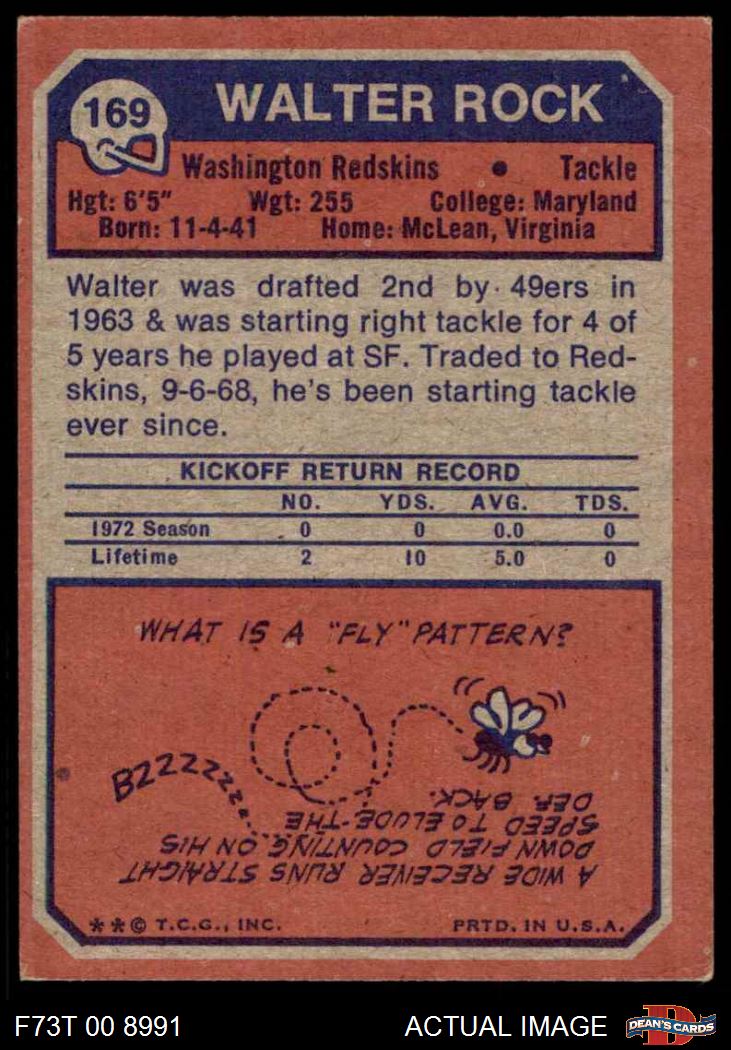 169
WALTER ROCK
Washington Redskins • Tackle
Hgt: 6'5" Wgt: 255 College: Maryland
Born: 11-4-41 Home: McLean, Virginia
Walter was drafted 2nd by 49ers in
1963 & was starting right tackle for 4 of
5 years he played at SF. Traded to Red-
skins, 9-6-68, he's been starting tackle
ever since.
KICKOFF RETURN RECORD
NO. YDS. AVG. TDS.
1972 Season 0 0 0.0 0
Lifetime 2 10 5.0 0
WHAT IS A "FLY" PATTERN?
BZZZZZZZ
A WIDE RECEIVER RUNS STRAIGHT
DOWN FIELD COUNTING ON HIS
SPEED TO ELUDE THE
DEF. BACK.
**© T.C.G., INC. PRTD. IN U.S.A.
F73T 00 8991 ACTUAL IMAGE
D
DEAN'S CARDS